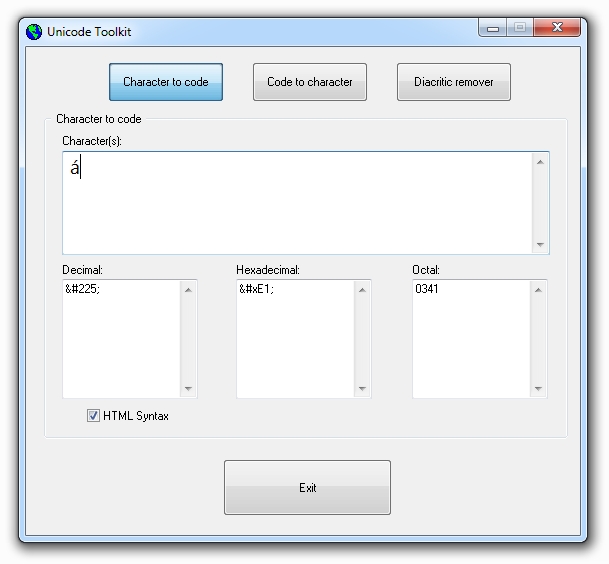 Unicode Toolkit
Character to code Code to character Diacritic remover
Character to code
Character(s):
á
Decimal: Hexadecimal: Octal:
&#225; &#xE1; 0341
HTML Syntax
Exit